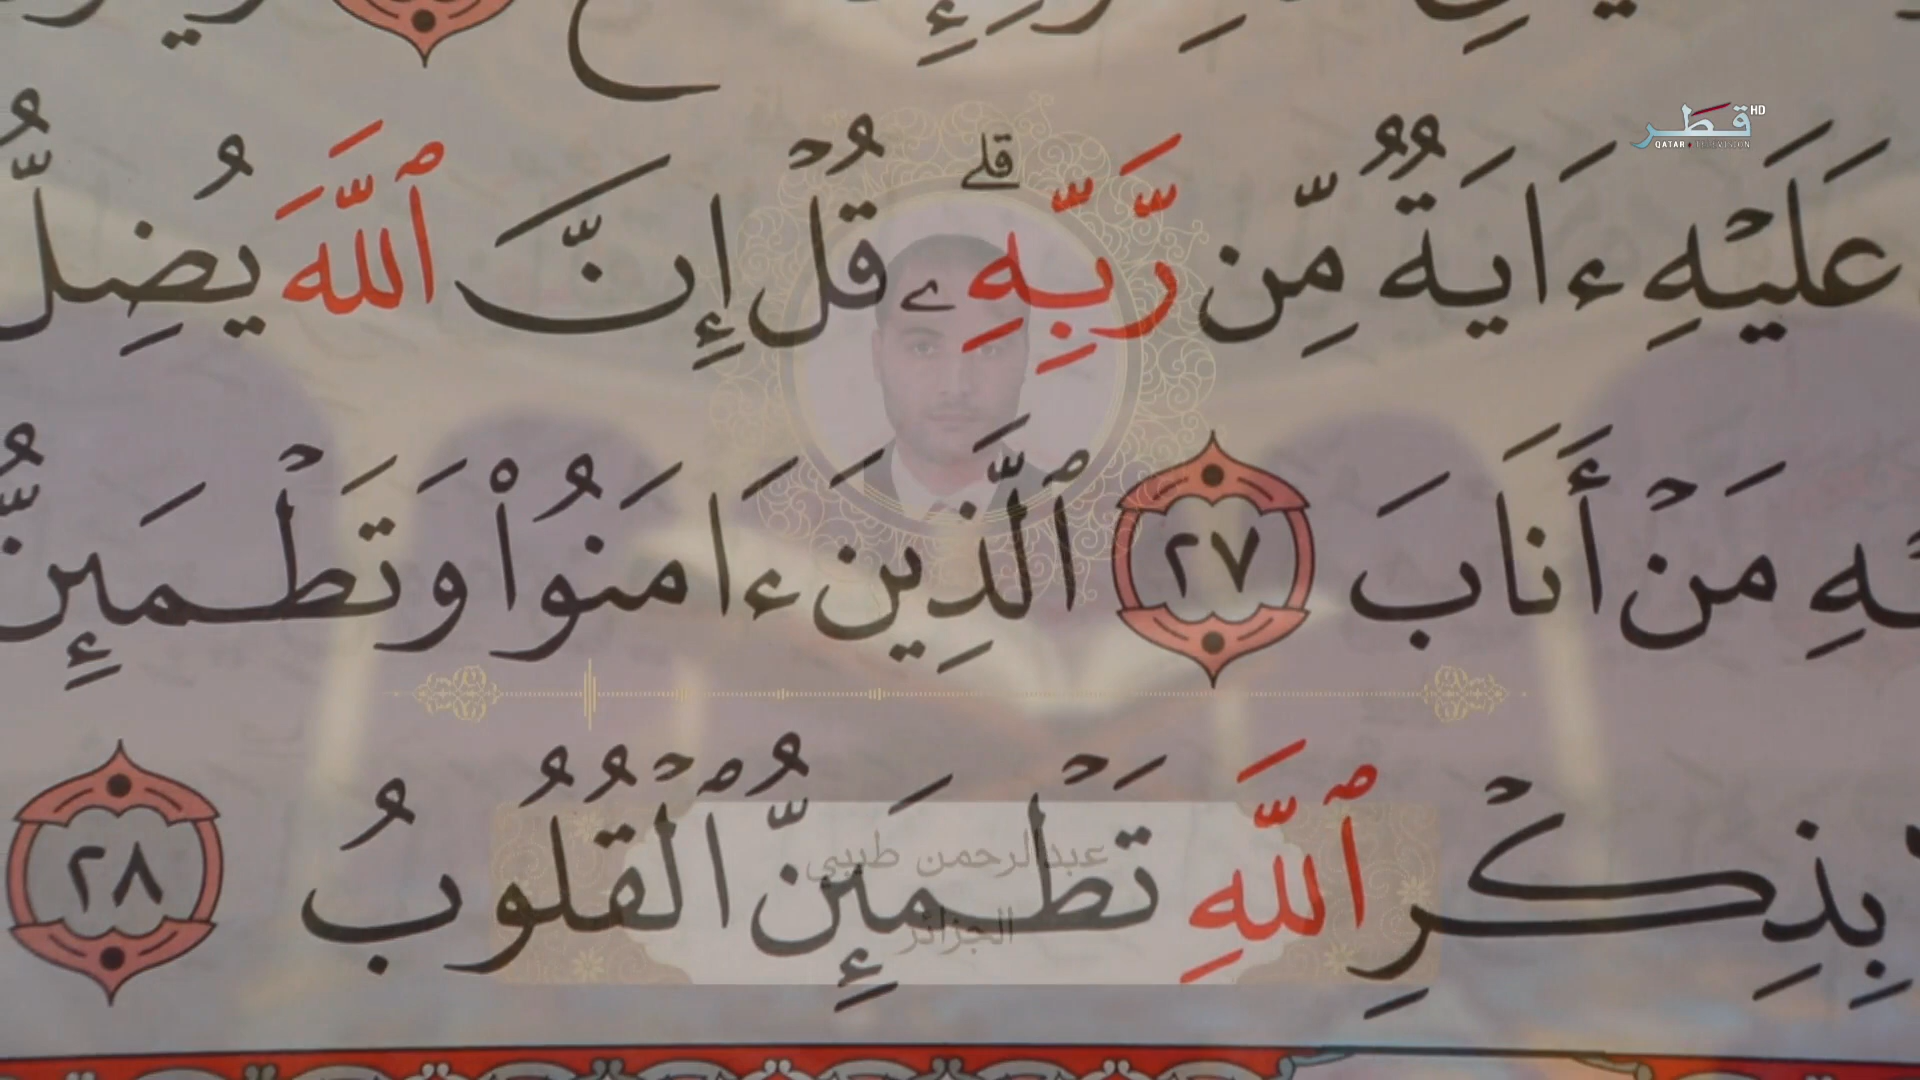 قطر HD
QATAR TELEVISION
عَلَيْهِ ءَايَةٌ مِّن رَّبِّهِۦ ۗ قُلْ إِنَّ ٱللَّهَ يُضِلُّ
مَنْ أَنَابَ ٢٧ ٱلَّذِينَ ءَامَنُوا۟ وَتَطْمَئِنُّ
بِذِكْرِ ٱللَّهِ تَطْمَئِنُّ ٱلْقُلُوبُ ٢٨
عبدالرحمن طيبي
الجزائر